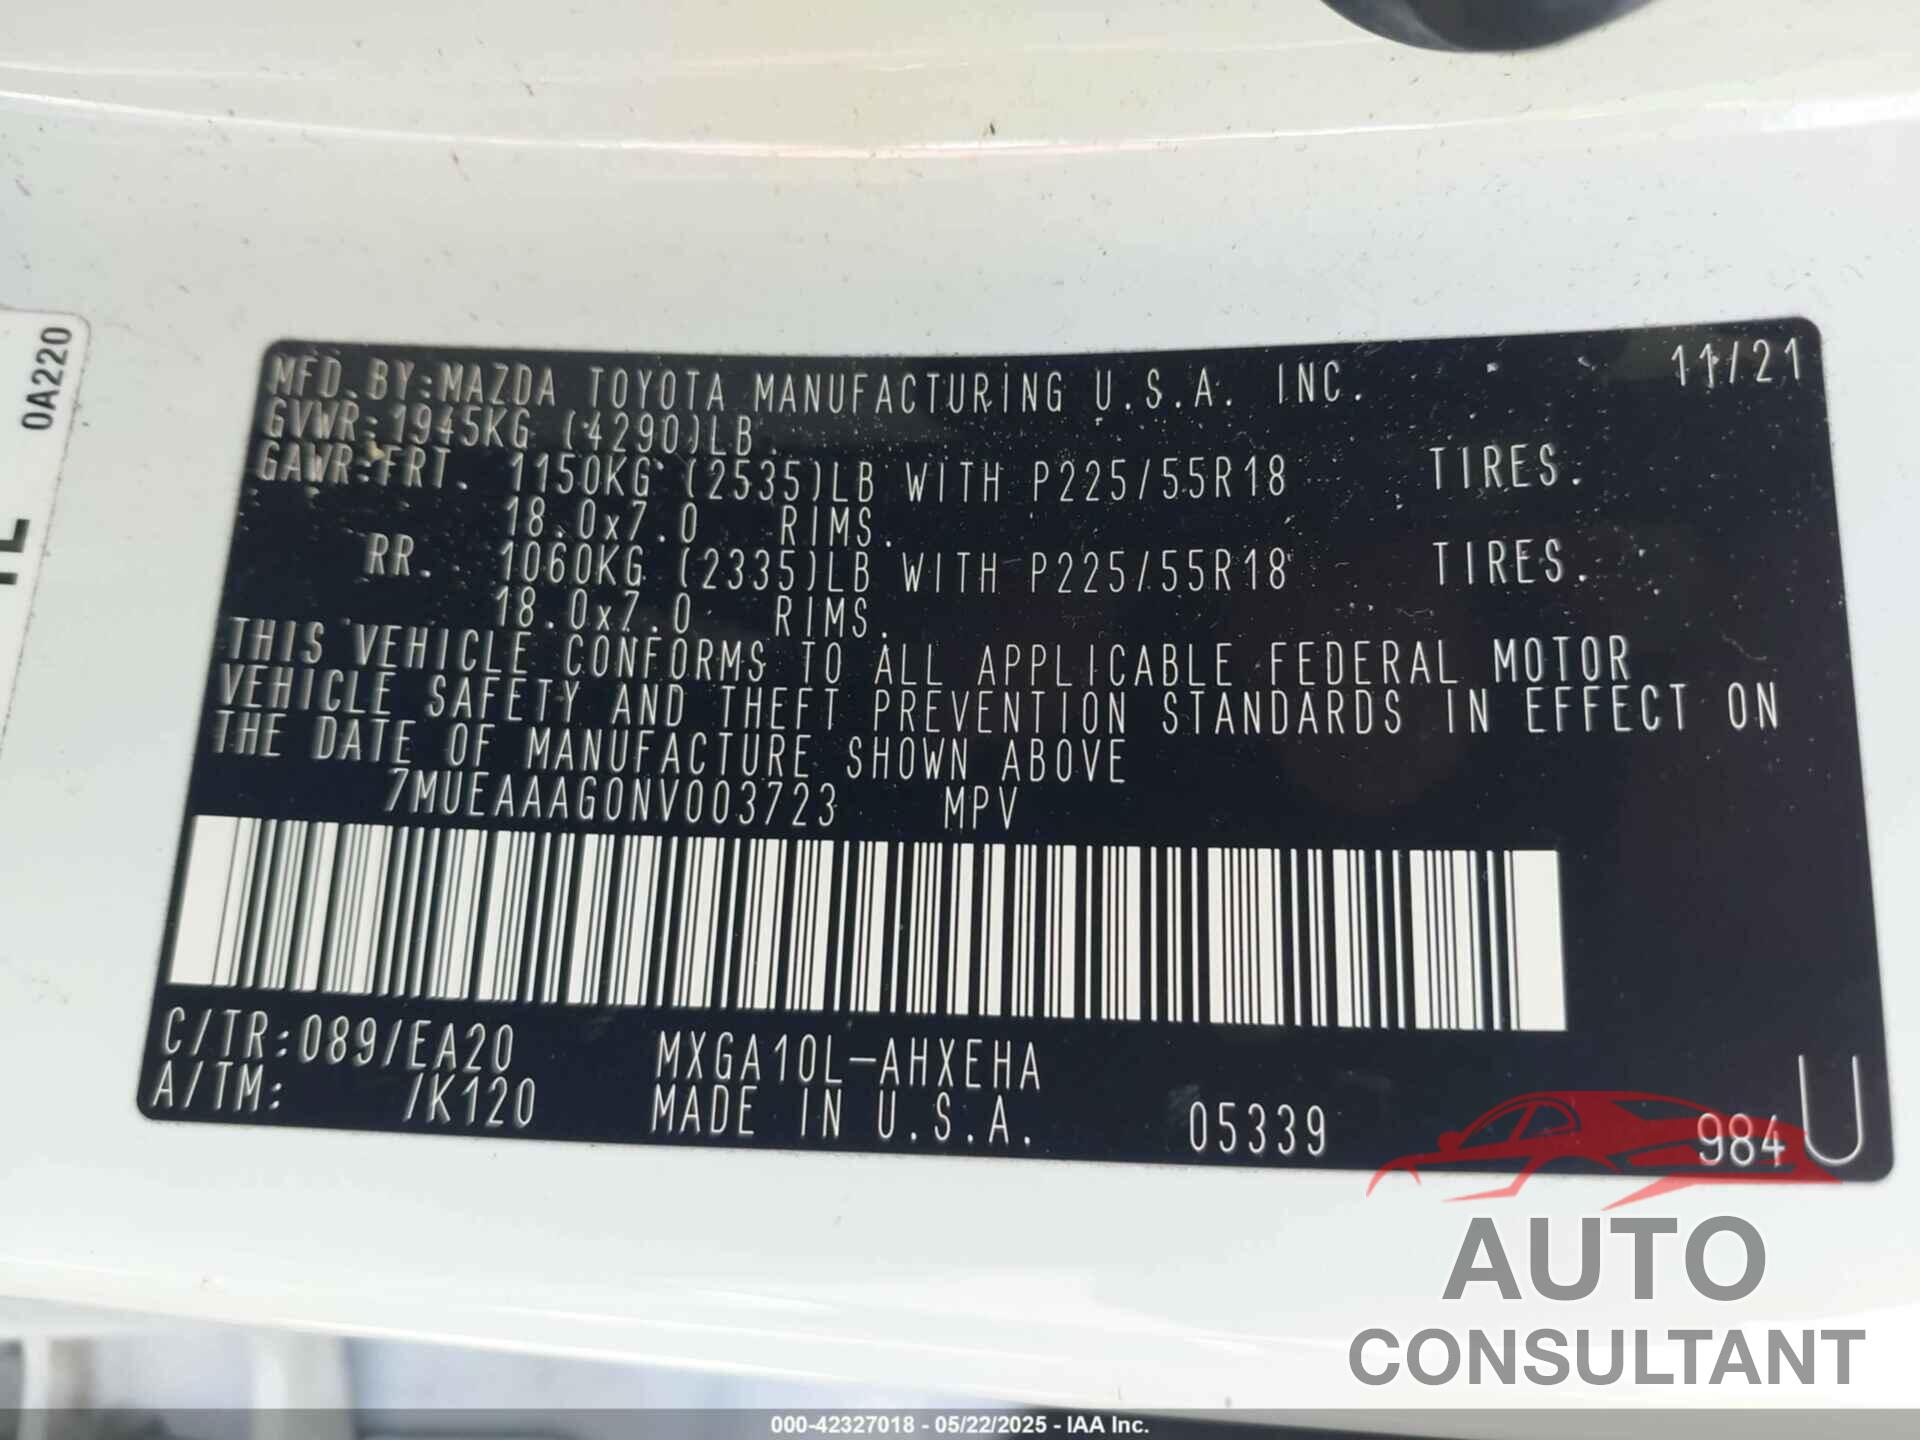 0A220
MFD.BY:MAZDA TOYOTA MANUFACTURING U.S.A. INC. 11/21
GVWR:1945KG (4290)LB
GAWR:FRT. 1150KG (2535)LB WITH P225/55R18 TIRES.
18.0x7.0 RIMS.
RR. 1060KG (2335)LB WITH P225/55R18 TIRES.
18.0x7.0 RIMS.
THIS VEHICLE CONFORMS TO ALL APPLICABLE FEDERAL MOTOR
VEHICLE SAFETY AND THEFT PREVENTION STANDARDS IN EFFECT ON
THE DATE OF MANUFACTURE SHOWN ABOVE
7MUEAAAG0NV003723 MPV
C/TR:089/EA20 MXGA10L-AHXEHA
A/TM: /K120 MADE IN U.S.A. 05339 984 U
AUTO
CONSULTANT
000-42327018 - 05/22/2025 - IAA Inc.